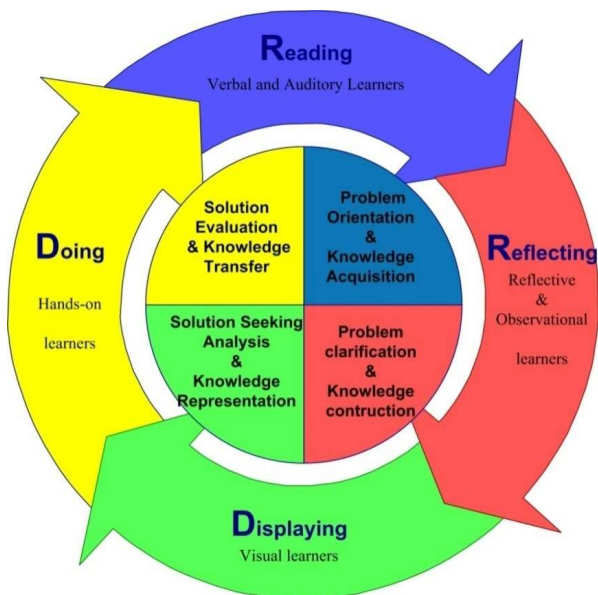 Reading
Verbal and Auditory Learners
Solution
Evaluation
& Knowledge
Transfer
Problem
Orientation
&
Knowledge
Acquisition
Doing
Hands-on
learners
Reflecting
Reflective
&
Observational
learners
Solution Seeking
Analysis
&
Knowledge
Representation
Problem
clarification
&
Knowledge
contruction
Displaying
Visual learners